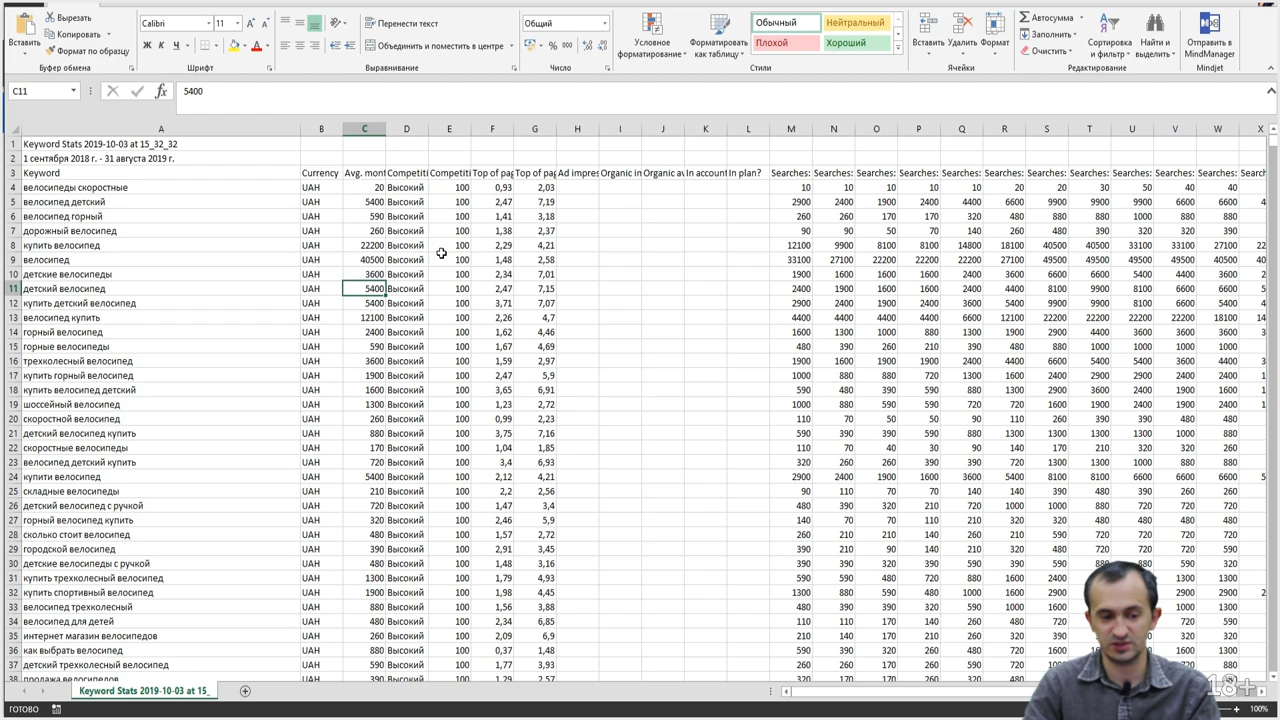 Вставить
Вырезать
Копировать
Формат по образцу
Буфер обмена
Calibri 11
Ж К Ч
Шрифт
Перенести текст
Объединить и поместить в центре
Выравнивание
Общий
Число
Условное форматирование
Форматировать как таблицу
Обычный Нейтральный
Плохой Хороший
Стили
Вставить Удалить Формат
Ячейки
Автосумма
Заполнить
Очистить
Сортировка и фильтр
Найти и выделить
Редактирование
Отправить в MindManager
Mindjet
C11 fx 5400
A B C D E F G H I J K L M N O P Q R S T U V W X
1 Keyword Stats 2019-10-03 at 15_32_32
2 1 сентября 2018 г. - 31 августа 2019 г.
3 Keyword Currency Avg. mont Competiti Competiti Top of pag Top of pag Ad impres Organic in Organic av In account In plan? Searches: Searches: Searches: Searches: Searches: Searches: Searches: Searches: Searches: Searches: Searches: Search
4 велосипеды скоростные UAH 20 Высокий 100 0,93 2,03 10 10 10 10 10 20 20 30 50 40 40
5 велосипед детский UAH 5400 Высокий 100 2,47 7,19 2900 2400 1900 2400 4400 6600 9900 9900 9900 6600 6600 4
6 велосипед горный UAH 590 Высокий 100 1,41 3,18 260 260 170 170 320 480 880 880 1000 880 880
7 дорожный велосипед UAH 260 Высокий 100 1,38 2,37 90 90 50 70 140 260 480 390 320 320 390
8 купить велосипед UAH 22200 Высокий 100 2,29 4,21 12100 9900 8100 8100 14800 18100 40500 40500 33100 33100 27100 22
9 велосипед UAH 40500 Высокий 100 1,48 2,58 33100 27100 22200 22200 22200 27100 49500 49500 49500 49500 40500 40
10 детские велосипеды UAH 3600 Высокий 100 2,34 7,01 1900 1600 1600 1600 2400 3600 6600 6600 5400 4400 3600 2
11 детский велосипед UAH 5400 Высокий 100 2,47 7,15 2400 1900 1600 1600 2400 4400 8100 9900 8100 6600 6600 5
12 купить детский велосипед UAH 5400 Высокий 100 3,71 7,07 2900 2400 1900 2400 3600 5400 9900 9900 8100 6600 5400 4
13 велосипед купить UAH 12100 Высокий 100 2,26 4,7 4400 4400 4400 4400 6600 12100 22200 22200 22200 22200 18100 14
14 горный велосипед UAH 2400 Высокий 100 1,62 4,46 1600 1300 1000 880 1300 1900 2900 4400 3600 3600 3600 3
15 горные велосипеды UAH 590 Высокий 100 1,67 4,69 480 390 260 210 390 480 880 1000 1000 1000 1000
16 трехколесный велосипед UAH 3600 Высокий 100 1,59 2,97 1900 1600 1900 1900 2400 4400 6600 5400 5400 4400 4400 3
17 купить горный велосипед UAH 1900 Высокий 100 2,47 5,9 1000 880 880 720 1300 1600 2400 2900 2900 2400 2400 1
18 купить велосипед детский UAH 1600 Высокий 100 3,65 6,91 590 480 390 590 880 1300 2900 3600 2400 1900 1600 1
19 шоссейный велосипед UAH 1300 Высокий 100 1,23 2,72 1000 880 590 590 720 720 1600 1900 1900 2400 1900 1
20 скоростной велосипед UAH 260 Высокий 100 0,99 2,23 110 70 50 50 90 110 260 390 390 480 480
21 детский велосипед купить UAH 880 Высокий 100 3,75 7,16 590 390 390 590 880 1300 1300 1300 1300 1000 880
22 скоростные велосипеды UAH 170 Высокий 100 1,04 1,85 110 70 40 30 90 140 170 210 320 320 260
23 велосипед детский купить UAH 720 Высокий 100 3,4 6,93 320 260 260 390 390 720 1300 1300 1000 880 880
24 купити велосипед UAH 5400 Высокий 100 2,12 4,21 2900 2400 1900 1600 3600 5400 8100 8100 6600 6600 6600 5
25 складные велосипеды UAH 210 Высокий 100 2,2 2,56 90 110 70 70 140 140 390 480 390 260 260
26 детский велосипед с ручкой UAH 720 Высокий 100 1,47 3,4 480 390 320 210 720 1000 1000 880 720 720 720
27 горный велосипед купить UAH 320 Высокий 100 2,46 5,9 140 70 70 110 210 320 320 480 480 480 480
28 сколько стоит велосипед UAH 480 Высокий 100 1,57 2,72 260 210 210 210 260 320 590 720 720 720 590
29 городской велосипед UAH 390 Высокий 100 2,91 3,45 390 210 90 140 210 320 480 720 720 720 590
30 детские велосипеды с ручкой UAH 480 Высокий 100 1,48 3,16 390 390 320 390 590 590 880 880 590 320
31 купить трехколесный велосипед UAH 1300 Высокий 100 1,79 4,93 590 590 480 720 880 1600 2400 1300 1300
32 купить спортивный велосипед UAH 1900 Высокий 100 1,98 4,45 1300 880 590 480 1000 1600 2900 2900 2900 2
33 велосипед трехколесный UAH 880 Высокий 100 1,56 3,88 480 390 390 320 590 1000 1600 1000 1300
34 велосипед для детей UAH 480 Высокий 100 2,34 6,85 110 110 170 140 260 480 720 720 590
35 интернет магазин велосипедов UAH 260 Высокий 100 2,09 6,9 210 140 170 210 260 320 390 320 320
36 как выбрать велосипед UAH 880 Высокий 100 0,37 1,48 590 390 320 390 480 720 1600 1000
37 детский трехколесный велосипед UAH 590 Высокий 100 1,77 3,93 260 260 260 170 390 590 1000
38 продажа велосипедов UAH 390 Высокий 100 1,29 2,57
Keyword Stats 2019-10-03 at 15_
ГОТОВО
100%
18+